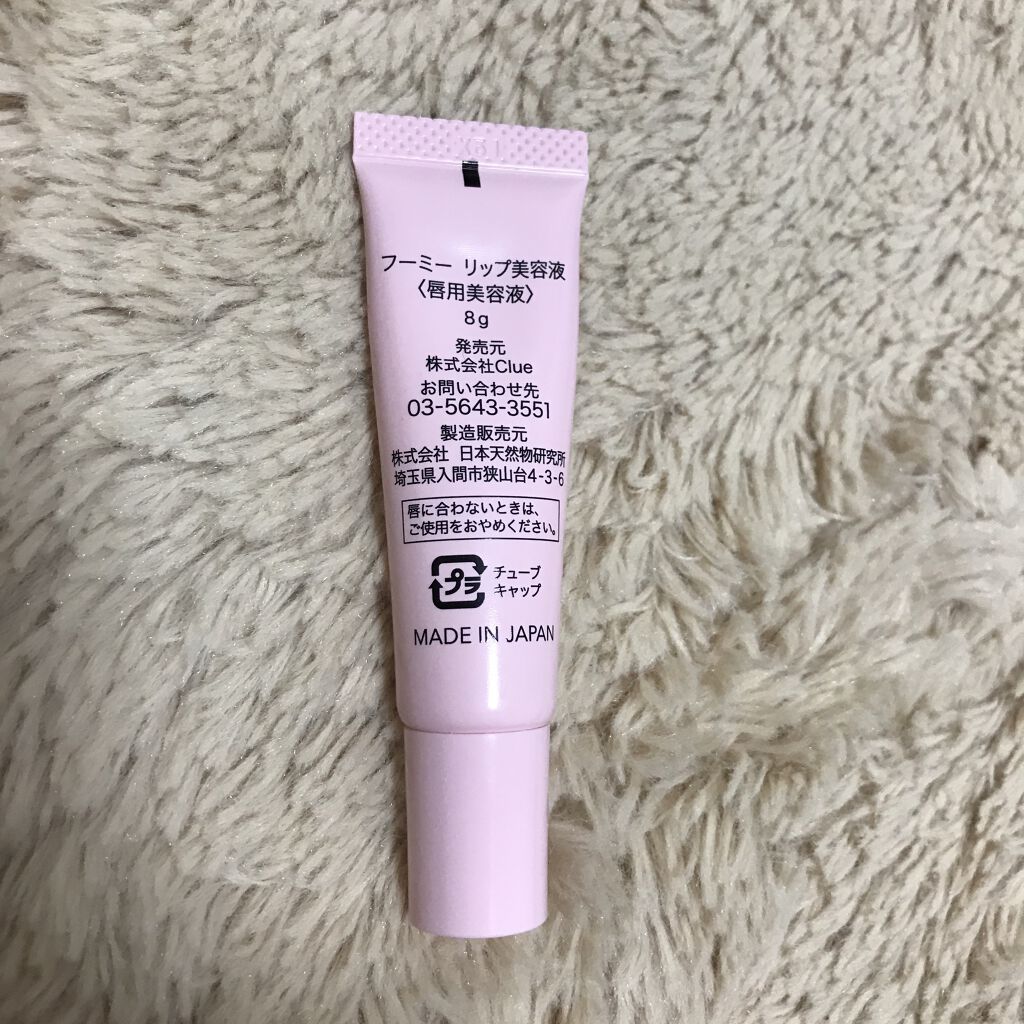 フーミー リップ美容液
〈唇用美容液〉
8g
発売元
株式会社Clue
お問い合わせ先
03-5643-3551
製造販売元
株式会社 日本天然物研究所
埼玉県入間市狭山台4-3-6
唇に合わないときは、
ご使用をおやめください。
プラ チューブ
キャップ
MADE IN JAPAN